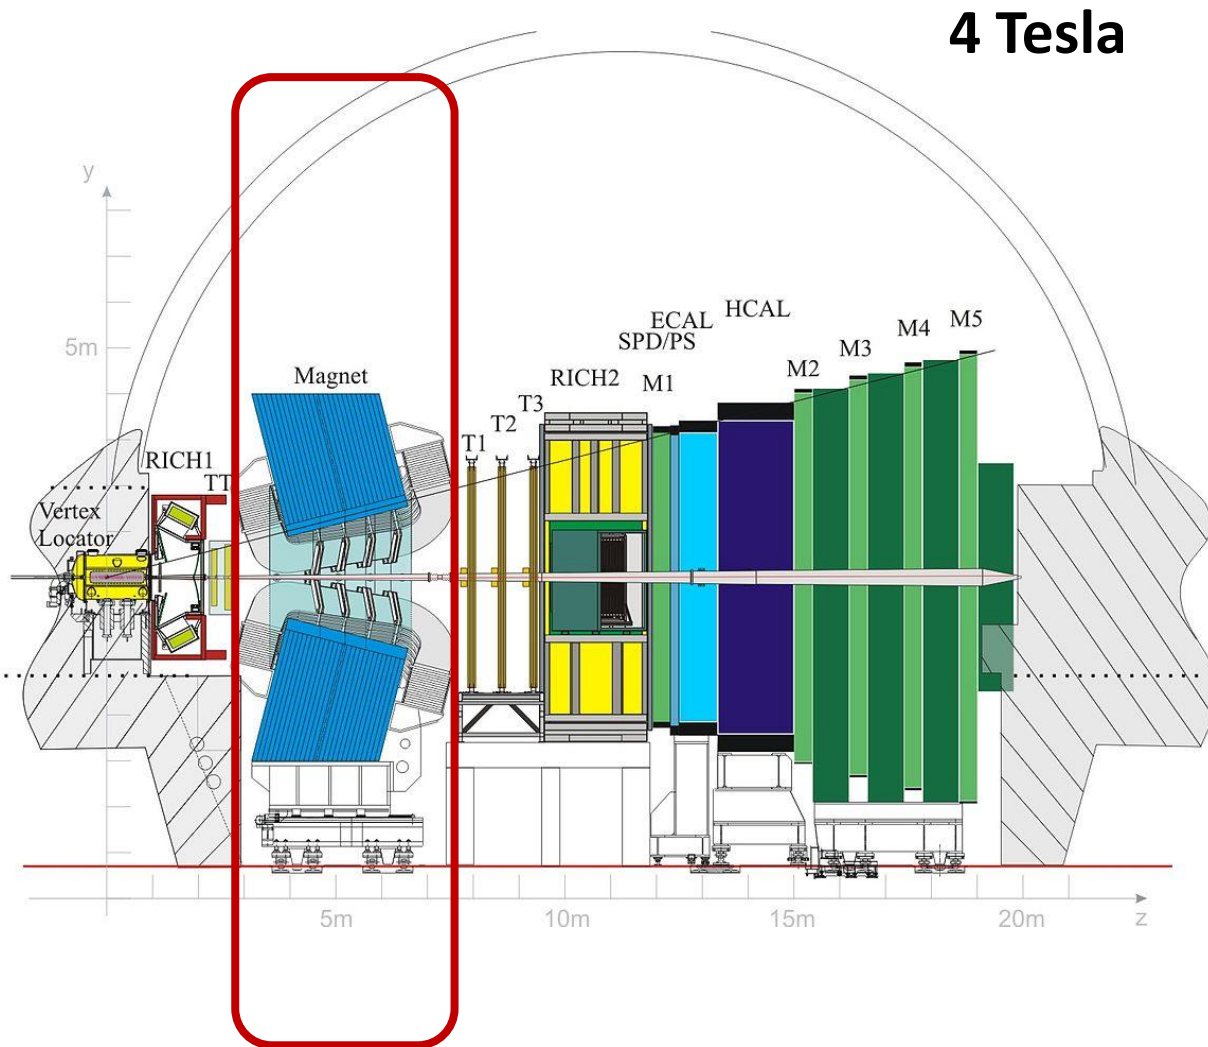 4 Tesla
y
5m
Magnet
RICH1
TT
Vertex
Locator
T1
T2
T3
RICH2
M1
SPD/PS
ECAL
HCAL
M2
M3
M4
M5
5m
10m
15m
20m
z